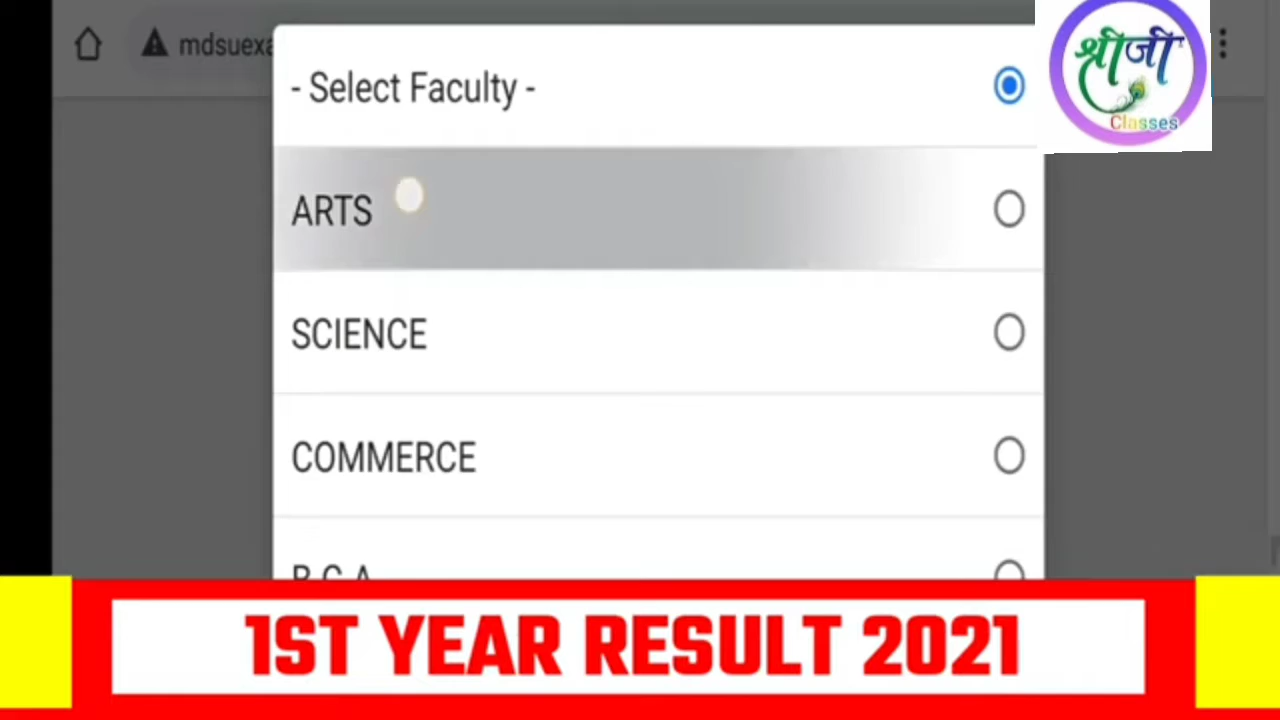 mdsuexa
- Select Faculty -
श्रीजी
Classes
ARTS
SCIENCE
COMMERCE
B.C.A.
1ST YEAR RESULT 2021